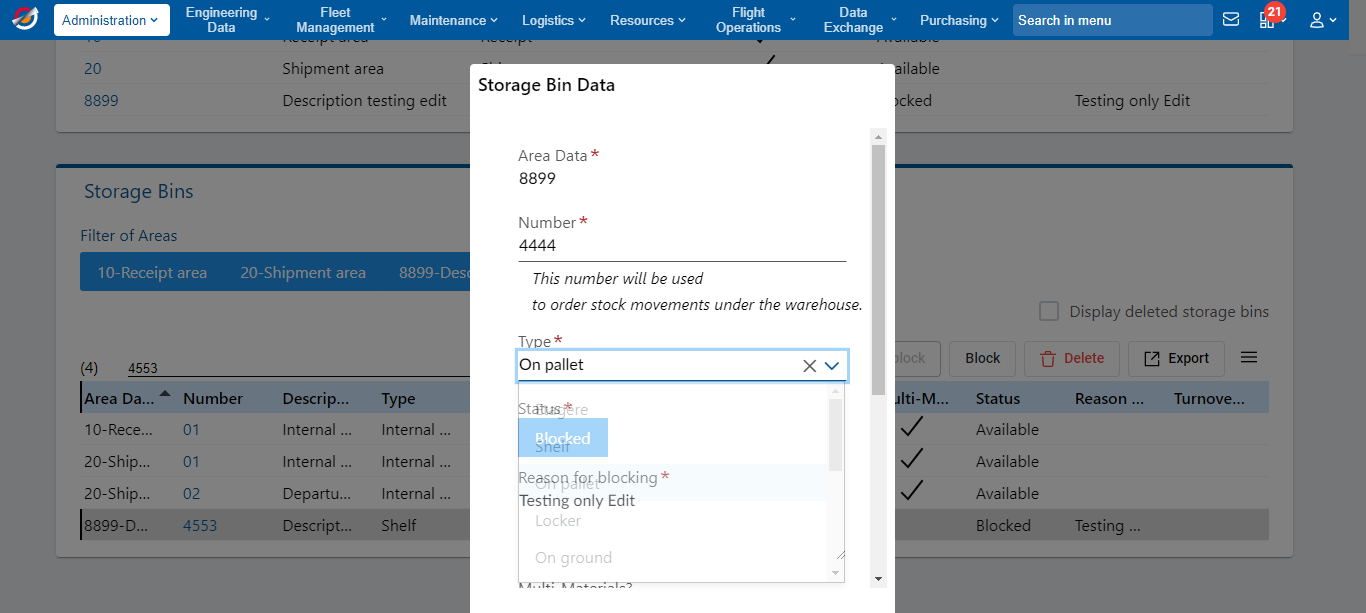 Administration
Engineering Data
Fleet Management
Maintenance
Logistics
Resources
Flight Operations
Data Exchange
Purchasing
Search in menu
21
20 Shipment area
8899 Description testing edit Testing only Edit
Storage Bin Data
Area Data*
8899
Number*
4444
This number will be used
to order stock movements under the warehouse.
Type*
On pallet
Status*
Etagere
Blocked
Shelf
Reason for blocking*
On pallet
Testing only Edit
Locker
On ground
Multi-Materials?
Storage Bins
Filter of Areas
10-Receipt area 20-Shipment area 8899-Desc
Display deleted storage bins
Block Delete Export
(4) 4553
Area Da... Number Descrip... Type Status Reason ... Turnove...
10-Rece... 01 Internal ... Internal ... Available
20-Ship... 01 Internal ... Internal ... Available
20-Ship... 02 Departu... Internal ... Available
8899-D... 4553 Descript... Shelf Blocked Testing ...